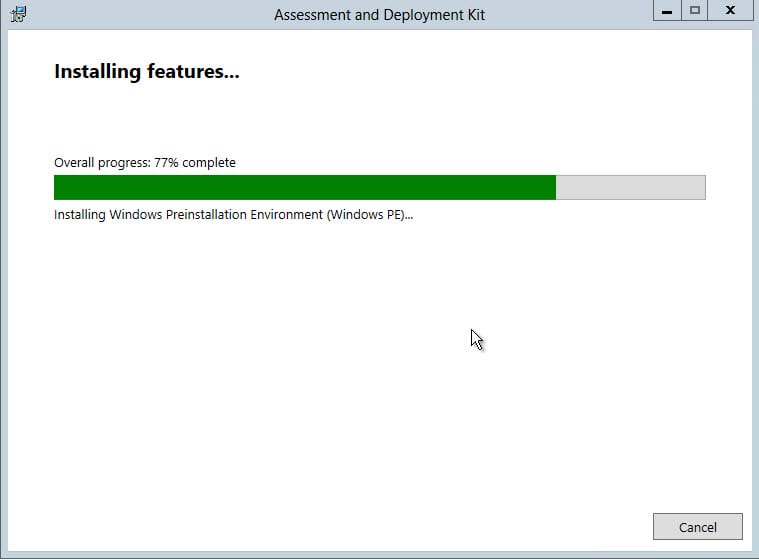 Assessment and Deployment Kit
Installing features...
Overall progress: 77% complete
Installing Windows Preinstallation Environment (Windows PE)...
Cancel